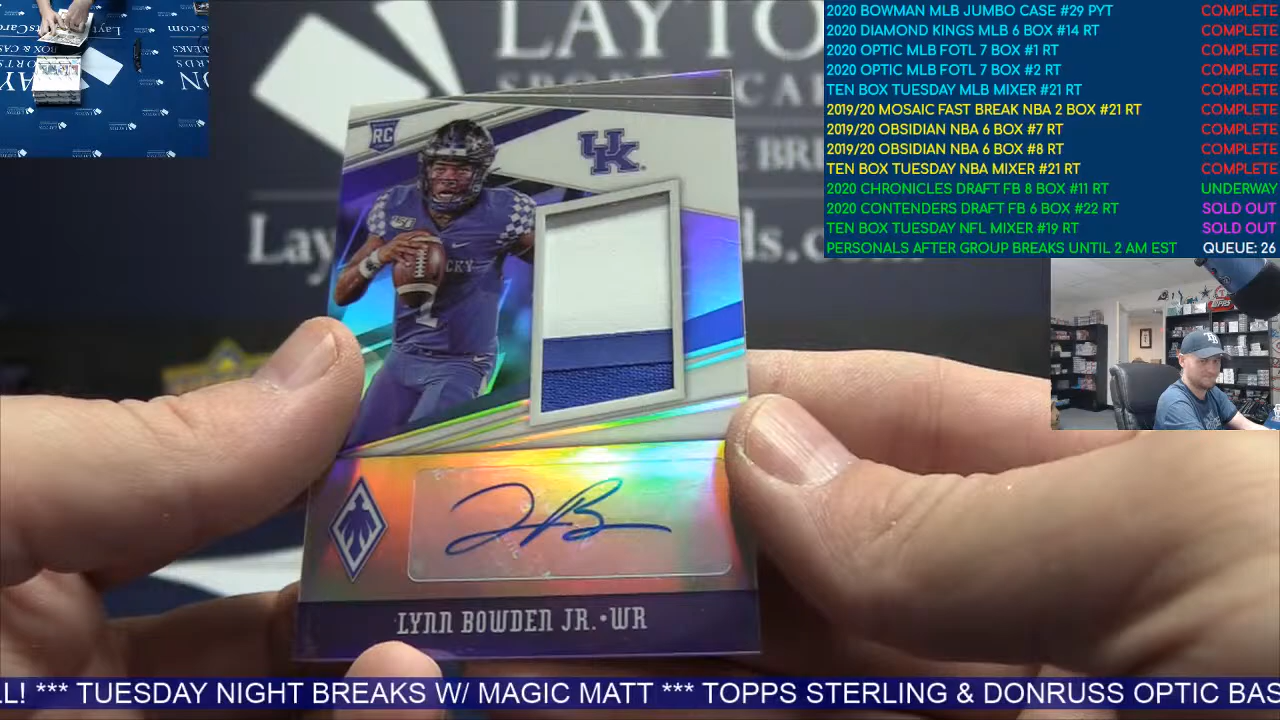 2020 BOWMAN MLB JUMBO CASE #29 PYT COMPLETE
2020 DIAMOND KINGS MLB 6 BOX #14 RT COMPLETE
2020 OPTIC MLB FOTL 7 BOX #1 RT COMPLETE
2020 OPTIC MLB FOTL 7 BOX #2 RT COMPLETE
TEN BOX TUESDAY MLB MIXER #21 RT COMPLETE
2019/20 MOSAIC FAST BREAK NBA 2 BOX #21 RT COMPLETE
2019/20 OBSIDIAN NBA 6 BOX #7 RT COMPLETE
2019/20 OBSIDIAN NBA 6 BOX #8 RT COMPLETE
TEN BOX TUESDAY NBA MIXER #21 RT COMPLETE
2020 CHRONICLES DRAFT FB 8 BOX #11 RT UNDERWAY
2020 CONTENDERS DRAFT FB 6 BOX #22 RT SOLD OUT
TEN BOX TUESDAY NFL MIXER #19 RT SOLD OUT
PERSONALS AFTER GROUP BREAKS UNTIL 2 AM EST QUEUE: 26
LAYTO
RC
UK
150
CKY
1
LYNN BOWDEN JR. • WR
LL! *** TUESDAY NIGHT BREAKS W/ MAGIC MATT *** TOPPS STERLING & DONRUSS OPTIC BAS